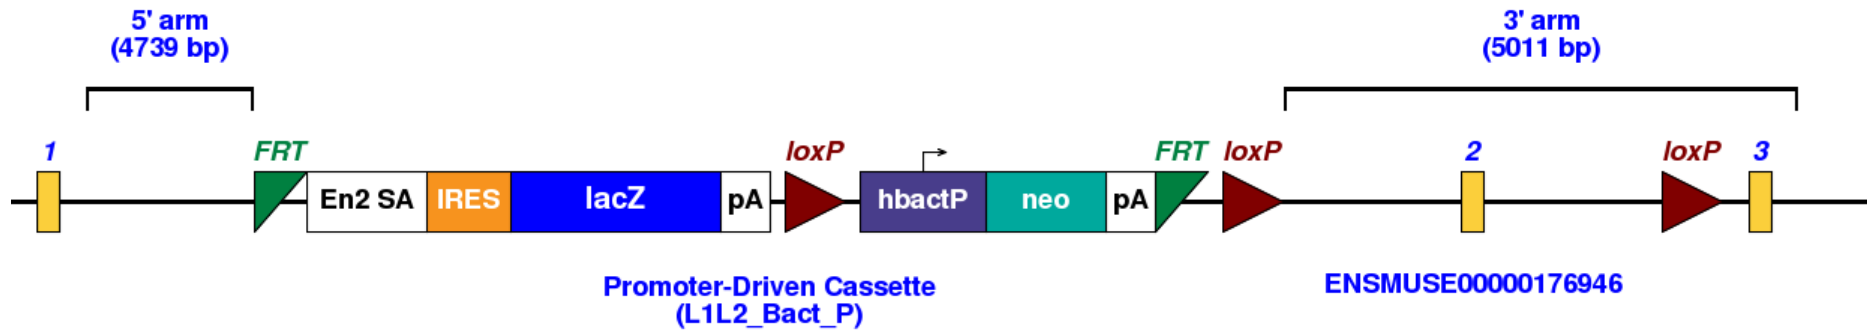 5' arm
(4739 bp)
3' arm
(5011 bp)
1 FRT loxP FRT loxP 2 loxP 3
En2 SA IRES lacZ pA hbactP neo pA
Promoter-Driven Cassette
(L1L2_Bact_P)
ENSMUSE00000176946